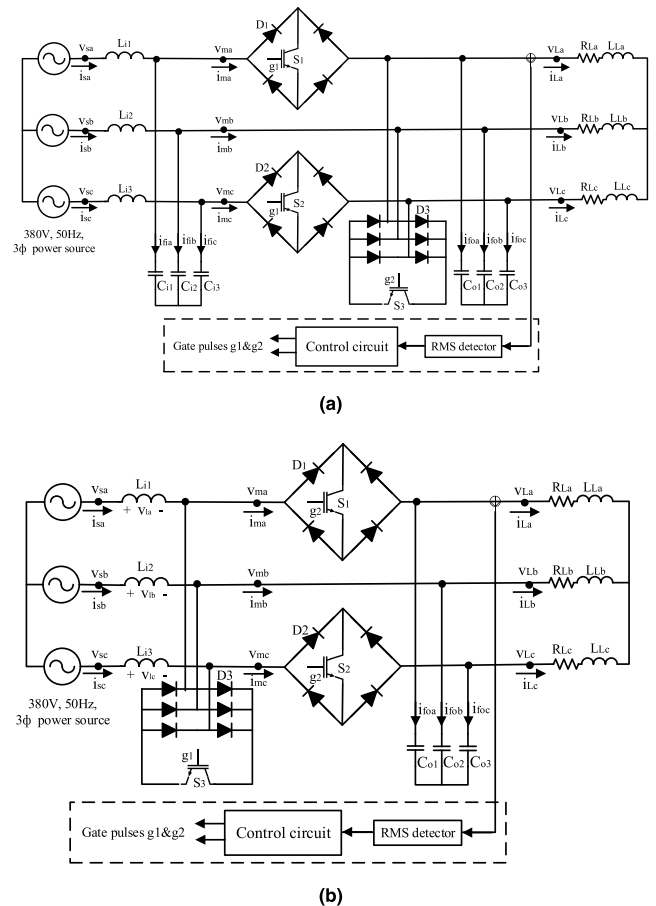 D1
vsa Li1 vma S1 vLa RLa LLa
isa ima g1 iLa
vsb Li2 vmb vLb RLb LLb
isb imb iLb
vsc Li3 vmc D2 S2 vLc RLc LLc
isc imc g1 iLc
380V, 50Hz,
3ϕ power source
ifia ifib ific D3 ifoa ifob ifoc
Ci1 Ci2 Ci3 g2 Co1 Co2 Co3
S3
Gate pulses g1&g2 Control circuit RMS detector
(a)
D1
vsa Li1 vma S1 vLa RLa LLa
isa + vla - ima g2 iLa
vsb Li2 vmb vLb RLb LLb
isb + vlb - imb iLb
vsc Li3 vmc D2 S2 vLc RLc LLc
isc + vlc - imc g2 iLc
380V, 50Hz,
3ϕ power source
D3 ifoa ifob ifoc
g1 Co1 Co2 Co3
S3
Gate pulses g1&g2 Control circuit RMS detector
(b)